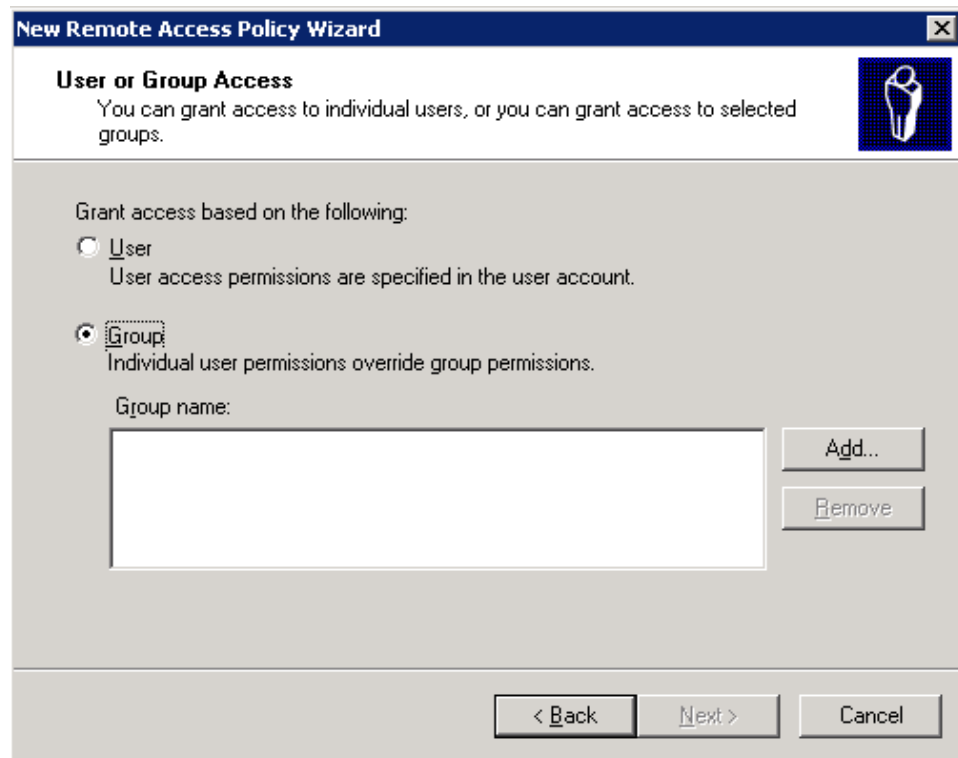 New Remote Access Policy Wizard
User or Group Access
You can grant access to individual users, or you can grant access to selected
groups.
Grant access based on the following:
User
User access permissions are specified in the user account.
Group
Individual user permissions override group permissions.
Group name:
Add...
Remove
< Back
Next >
Cancel